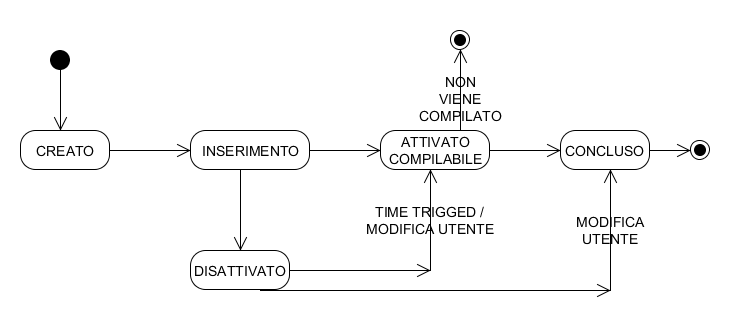 NON
VIENE
COMPILATO
CREATO
INSERIMENTO
ATTIVATO
COMPILABILE
CONCLUSO
TIME TRIGGED /
MODIFICA UTENTE
MODIFICA
UTENTE
DISATTIVATO